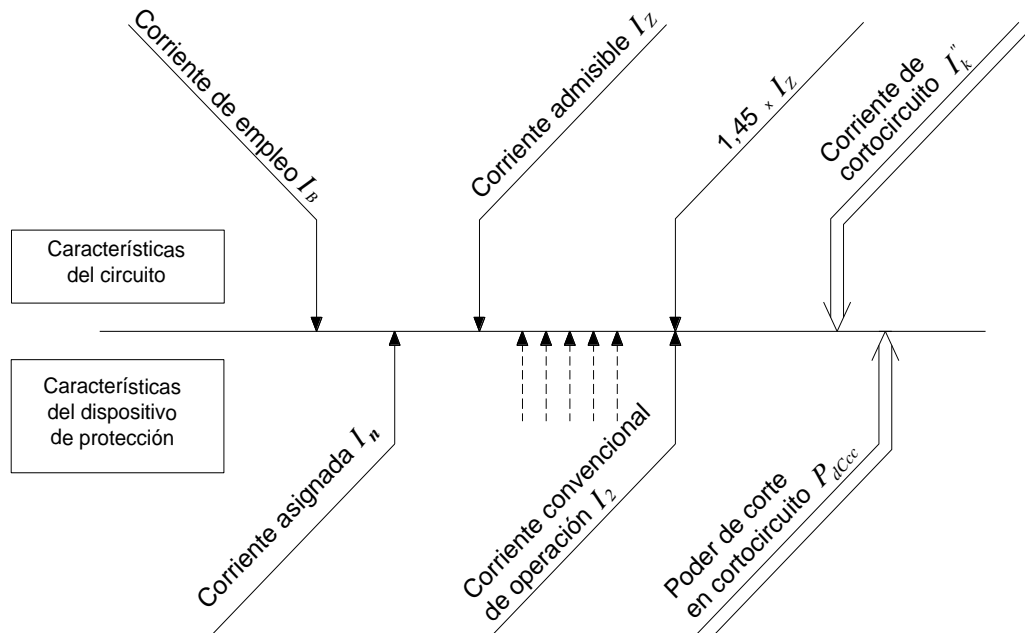 Corriente de empleo I_B
Corriente admisible I_Z
1,45 × I_Z
Corriente de
cortocircuito I_k''
Características
del circuito
Características
del dispositivo
de protección
Corriente asignada I_n
Corriente convencional
de operación I_2
Poder de corte
en cortocircuito P_dCcc